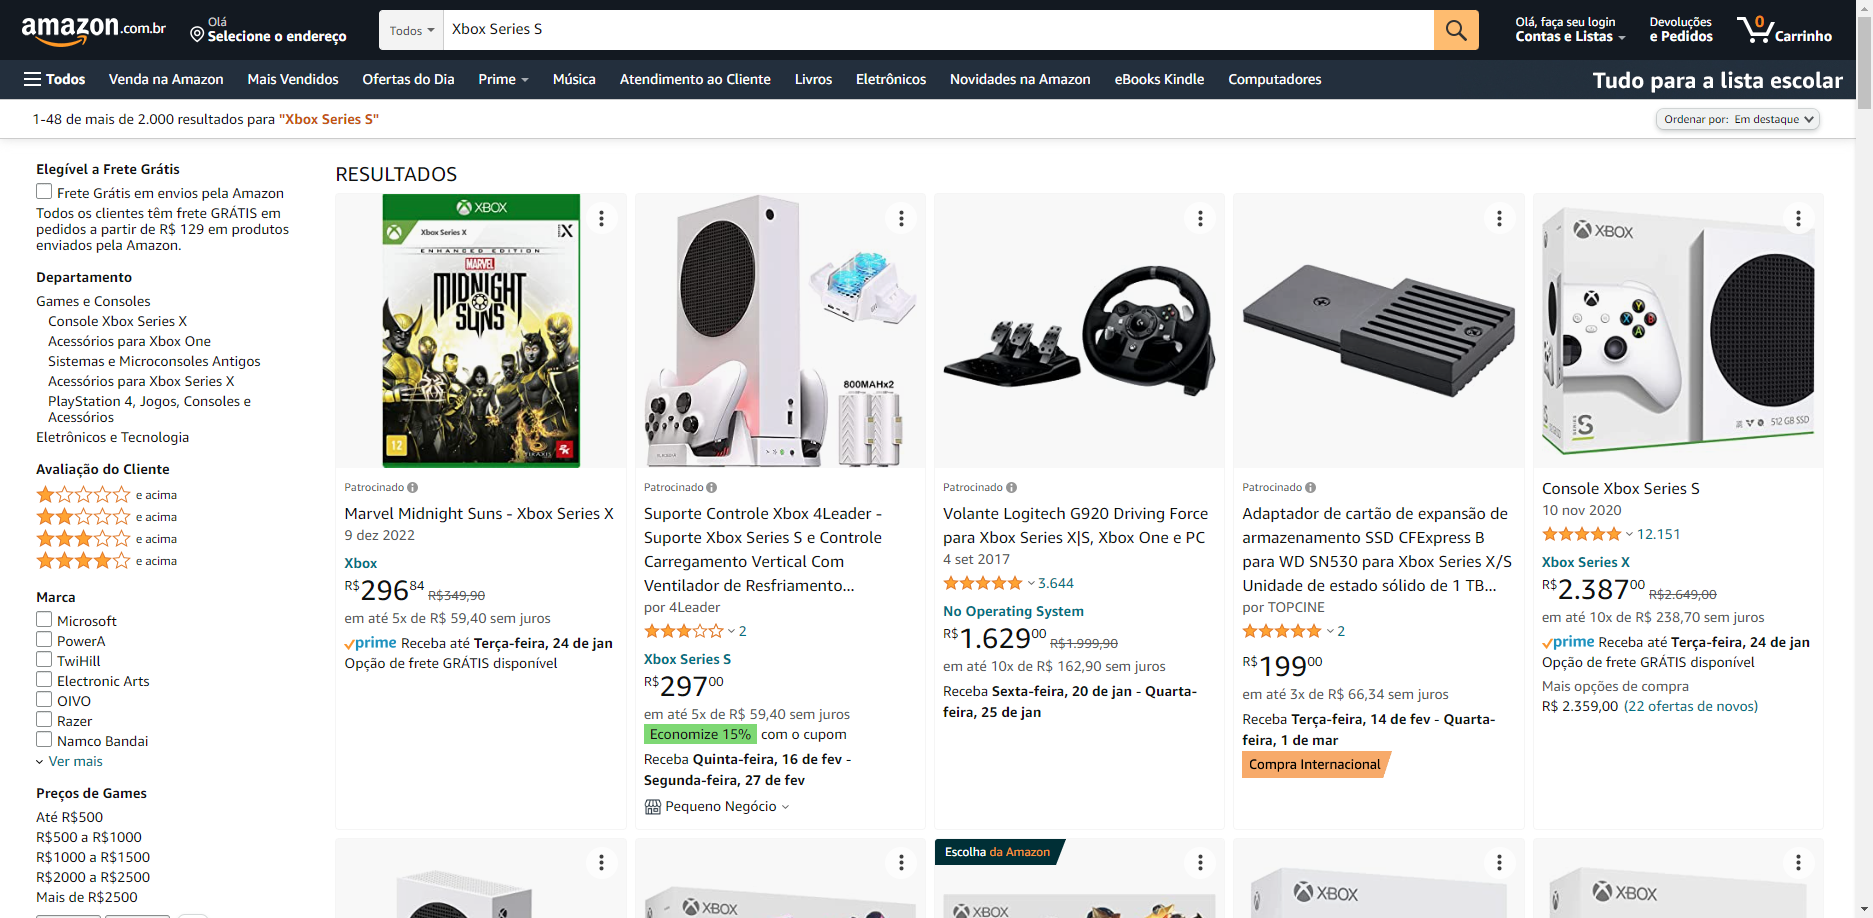 amazon.com.br
Olá
Selecione o endereço
Todos
Xbox Series S
Olá, faça seu login
Contas e Listas
Devoluções
e Pedidos
0
Carrinho
Todos
Venda na Amazon
Mais Vendidos
Ofertas do Dia
Prime
Música
Atendimento ao Cliente
Livros
Eletrônicos
Novidades na Amazon
eBooks Kindle
Computadores
Tudo para a lista escolar
1-48 de mais de 2.000 resultados para "Xbox Series S"
Ordenar por: Em destaque
Elegível a Frete Grátis
Frete Grátis em envios pela Amazon
Todos os clientes têm frete GRÁTIS em
pedidos a partir de R$ 129 em produtos
enviados pela Amazon.
Departamento
Games e Consoles
Console Xbox Series X
Acessórios para Xbox One
Sistemas e Microconsoles Antigos
Acessórios para Xbox Series X
PlayStation 4, Jogos, Consoles e
Acessórios
Eletrônicos e Tecnologia
Avaliação do Cliente
e acima
e acima
e acima
e acima
Marca
Microsoft
PowerA
TwiHill
Electronic Arts
OIVO
Razer
Namco Bandai
Ver mais
Preços de Games
Até R$500
R$500 a R$1000
R$1000 a R$1500
R$2000 a R$2500
Mais de R$2500
RESULTADOS
XBOX
Xbox Series X
ENHANCED EDITION
MARVEL
MIDNIGHT
SUNS
12
2K
Patrocinado
Marvel Midnight Suns - Xbox Series X
9 dez 2022
Xbox
R$29684 R$349,90
em até 5x de R$ 59,40 sem juros
prime Receba até Terça-feira, 24 de jan
Opção de frete GRÁTIS disponível
800MAHx2
Patrocinado
Suporte Controle Xbox 4Leader -
Suporte Xbox Series S e Controle
Carregamento Vertical Com
Ventilador de Resfriamento...
por 4Leader
2
Xbox Series S
R$29700
em até 5x de R$ 59,40 sem juros
Economize 15% com o cupom
Receba Quinta-feira, 16 de fev -
Segunda-feira, 27 de fev
Pequeno Negócio
Patrocinado
Volante Logitech G920 Driving Force
para Xbox Series X|S, Xbox One e PC
4 set 2017
3.644
No Operating System
R$1.62900 R$1.999,90
em até 10x de R$ 162,90 sem juros
Receba Sexta-feira, 20 de jan - Quarta-
feira, 25 de jan
Patrocinado
Adaptador de cartão de expansão de
armazenamento SSD CFExpress B
para WD SN530 para Xbox Series X/S
Unidade de estado sólido de 1 TB...
por TOPCINE
2
R$19900
em até 3x de R$ 66,34 sem juros
Receba Terça-feira, 14 de fev - Quarta-
feira, 1 de mar
Compra Internacional
XBOX
Y
X
B
A
SERIES
S
512 GB SSD
Console Xbox Series S
10 nov 2020
12.151
Xbox Series X
R$2.38700 R$2.649,00
em até 10x de R$ 238,70 sem juros
prime Receba até Terça-feira, 24 de jan
Opção de frete GRÁTIS disponível
Mais opções de compra
R$ 2.359,00 (22 ofertas de novos)
XBOX
Escolha da Amazon
XBOX
XBOX
XBOX